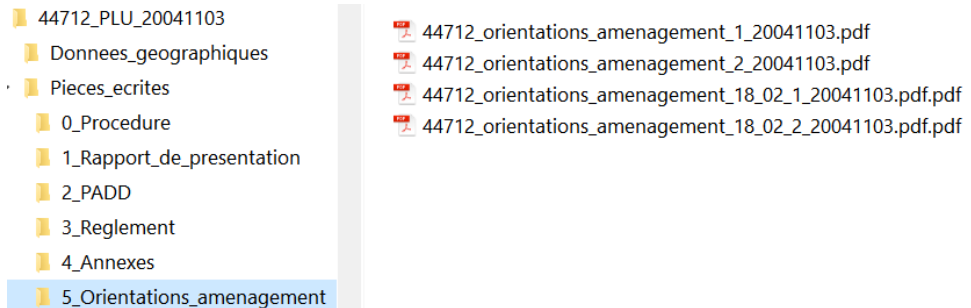 44712_PLU_20041103
Donnees_geographiques
Pieces_ecrites
0_Procedure
1_Rapport_de_presentation
2_PADD
3_Reglement
4_Annexes
5_Orientations_amenagement
44712_orientations_amenagement_1_20041103.pdf
44712_orientations_amenagement_2_20041103.pdf
44712_orientations_amenagement_18_02_1_20041103.pdf.pdf
44712_orientations_amenagement_18_02_2_20041103.pdf.pdf